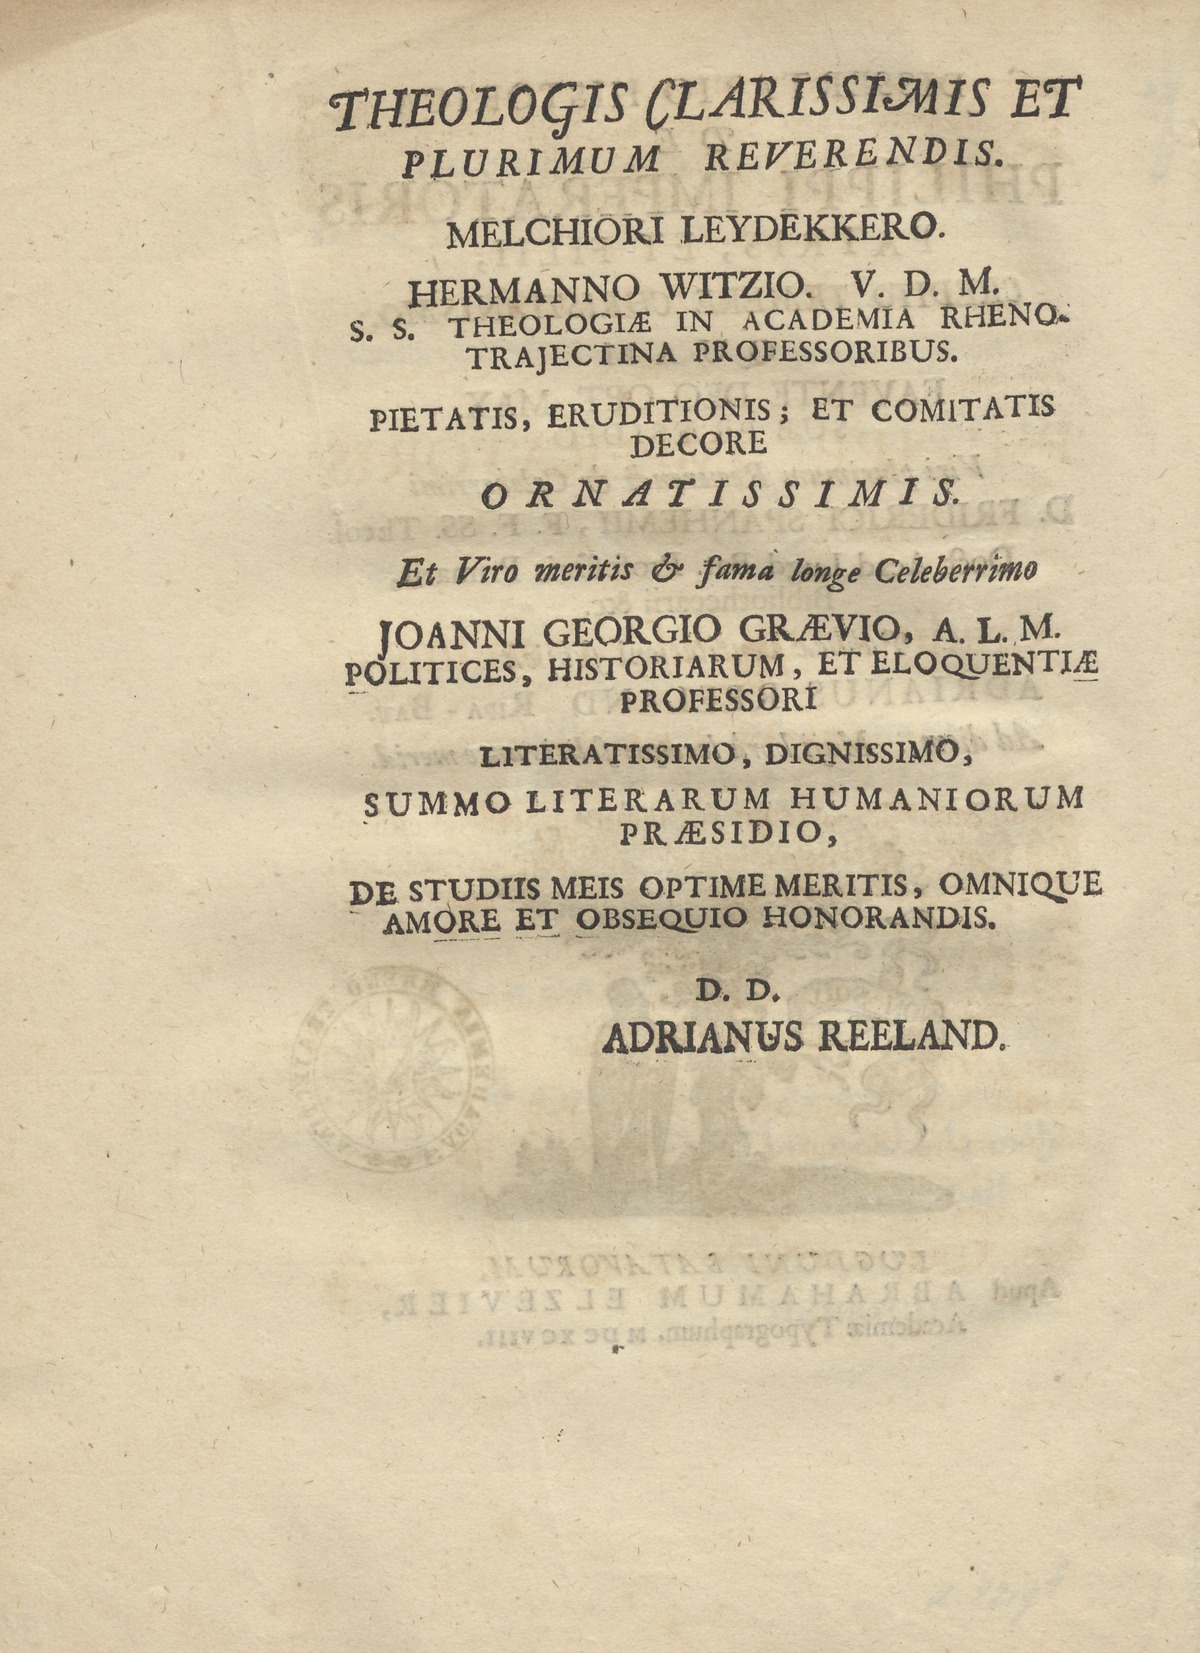 THEOLOGIS CLARISSIMIS ET
PLURIMUM REVERENDIS.
MELCHIORI LEYDEKKERO.
HERMANNO WITZIO. V. D. M.
S. S. THEOLOGIÆ IN ACADEMIA RHENO-
TRAJECTINA PROFESSORIBUS.
PIETATIS, ERUDITIONIS; ET COMITATIS
DECORE
ORNATISSIMIS.
Et Viro meritis & famà longe Celeberrimo
JOANNI GEORGIO GRÆVIO, A. L. M.
POLITICES, HISTORIARUM, ET ELOQUENTIÆ
PROFESSORI
LITERATISSIMO, DIGNISSIMO,
SUMMO LITERARUM HUMANIORUM
PRÆSIDIO,
DE STUDIIS MEIS OPTIME MERITIS, OMNIQUE
AMORE ET OBSEQUIO HONORANDIS.
D. D.
ADRIANUS REELAND.